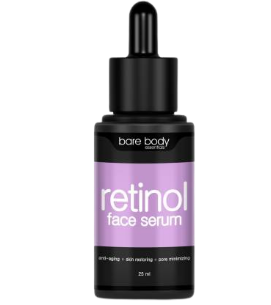 bare body
essentials
retinol
face serum
anti-aging + skin restoring + pore minimizing
25 ml